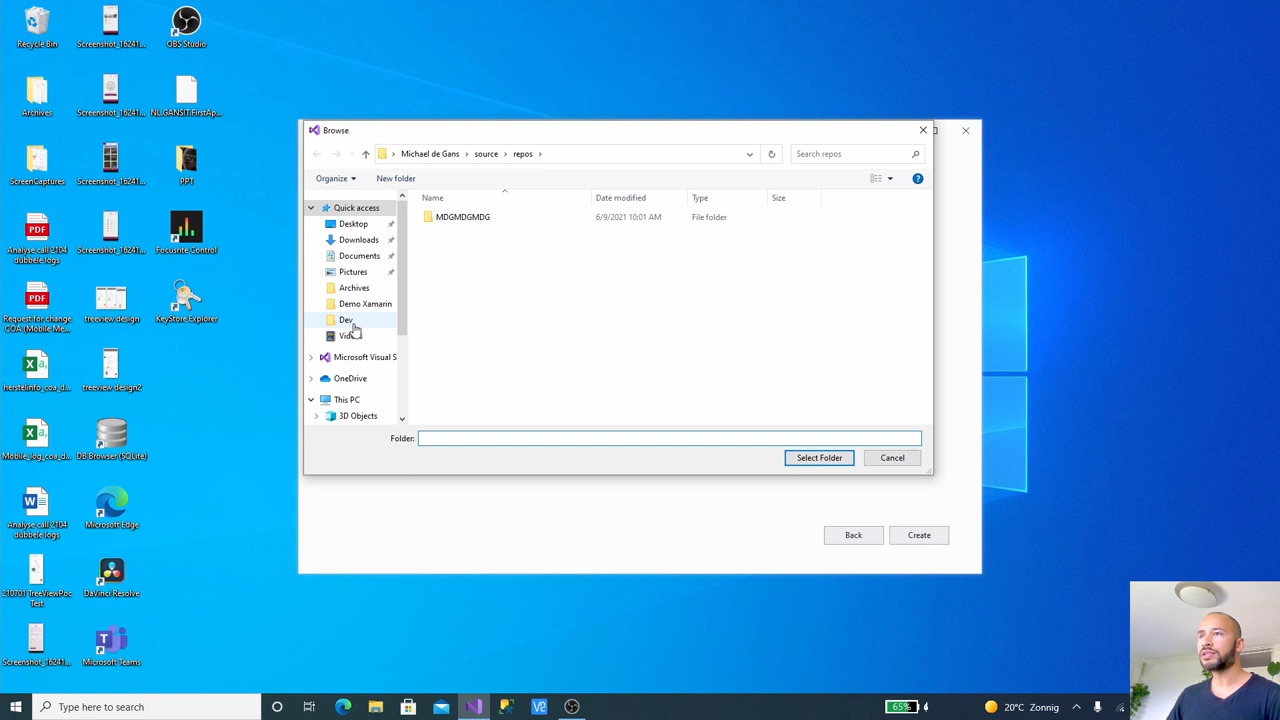 Recycle Bin
Screenshot_16241...
OBS Studio
Archives
Screenshot_16241...
NL.GANSIT.FirstAp...
ScreenCaptures
Screenshot_16241...
PPT
Analyse call 2104
dubbele logs
Screenshot_16241...
Focusrite Control
Request for change
COA (Mobile Me...
treeview design
KeyStore Explorer
herstelinfo_coa_d...
treeview design2
Mobile_log_coa_d...
DB Browser (SQLite)
Analyse call 2104
dubbele logs
Microsoft Edge
210701 TreeViewPoc
Test
DaVinci Resolve
Screenshot_16241...
Microsoft Teams
Browse
Michael de Gans
source
repos
Search repos
Organize
New folder
Name
Date modified
Type
Size
MDGMDGMDG
6/9/2021 10:01 AM
File folder
Quick access
Desktop
Downloads
Documents
Pictures
Archives
Demo Xamarin
Dev
Microsoft Visual S
OneDrive
This PC
3D Objects
Folder:
Select Folder
Cancel
Back
Create
Type here to search
65%
20°C Zonnig